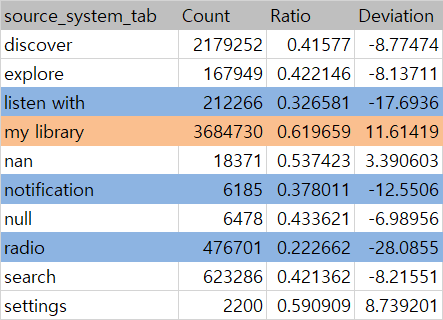 source_system_tab Count Ratio Deviation
discover 2179252 0.41577 -8.77474
explore 167949 0.422146 -8.13711
listen with 212266 0.326581 -17.6936
my library 3684730 0.619659 11.61419
nan 18371 0.537423 3.390603
notification 6185 0.378011 -12.5506
null 6478 0.433621 -6.98956
radio 476701 0.222662 -28.0855
search 623286 0.421362 -8.21551
settings 2200 0.590909 8.739201